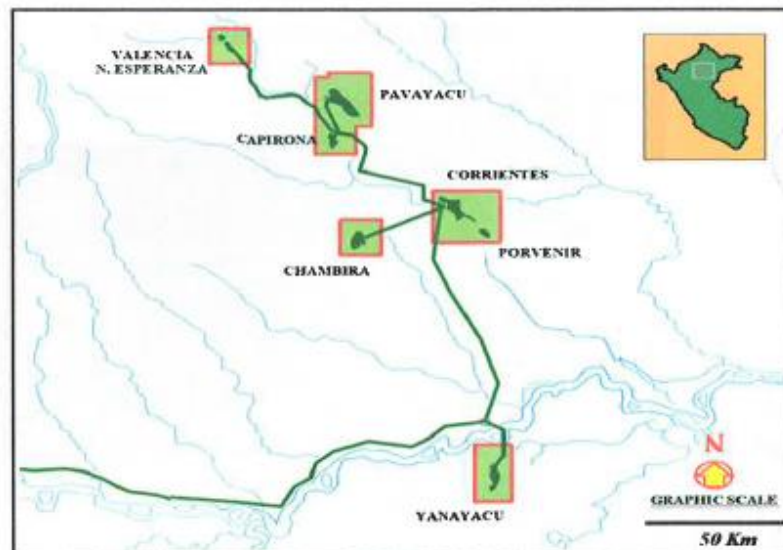 VALENCIA
N. ESPERANZA
PAVAYACU
CAPIRONA
CORRIENTES
CHAMBIRA
PORVENIR
YANAYACU
N
GRAPHIC SCALE
50 Km